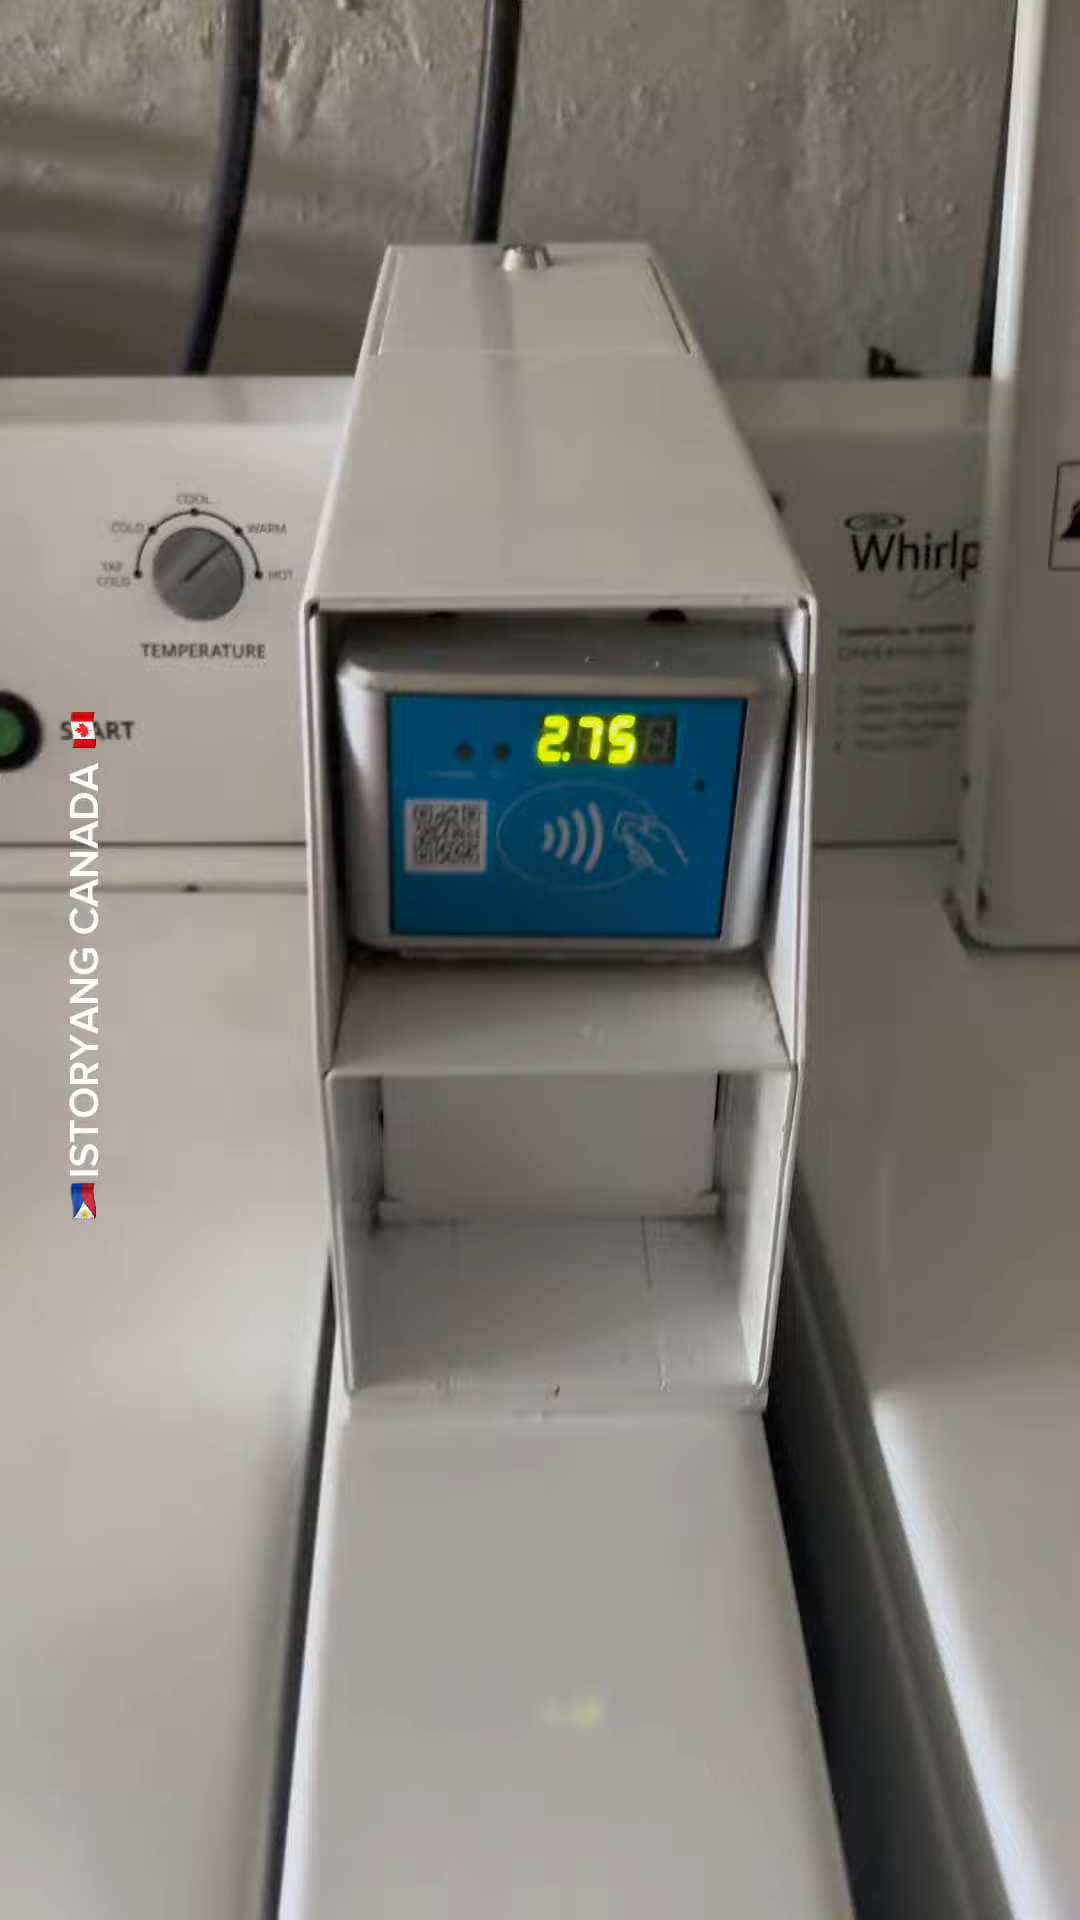 COOL
COLD
WARM
TAP
COLD
HOT
TEMPERATURE
START
Whirlp
2.75
ISTORYANG CANADA